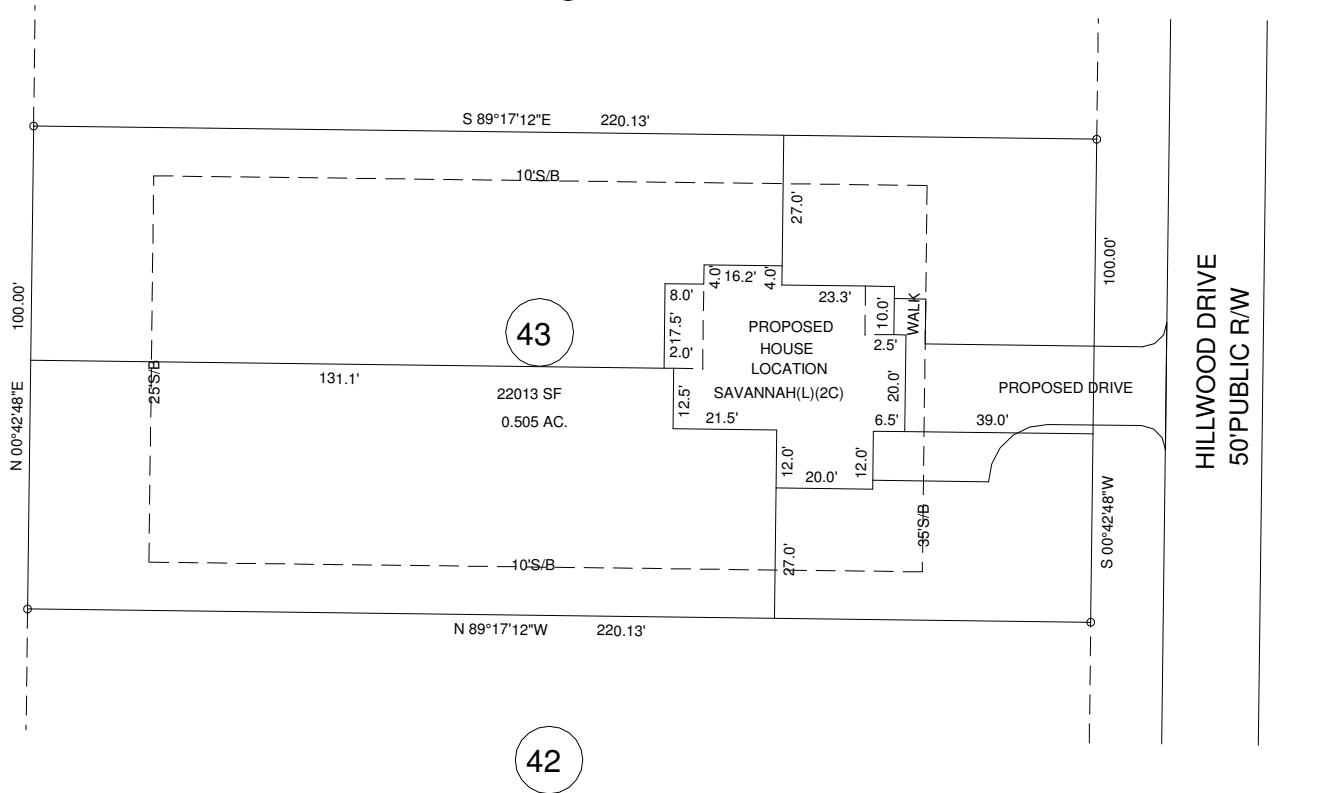 S 89°17'12"E 220.13'
10'S/B
27.0'
100.00'
4.0'
16.2'
4.0'
8.0'
23.3'
10.0'
WALK
17.5'
43
PROPOSED
HOUSE
LOCATION
SAVANNAH(L)(2C)
2.5'
2.0'
100.00'
N 00°42'48"E
25'S/B
131.1'
22013 SF
0.505 AC.
12.5'
21.5'
20.0'
PROPOSED DRIVE
6.5'
39.0'
12.0'
20.0'
12.0'
HILLWOOD DRIVE
50'PUBLIC R/W
S 00°42'48"W
35'S/B
10'S/B
27.0'
N 89°17'12"W 220.13'
42